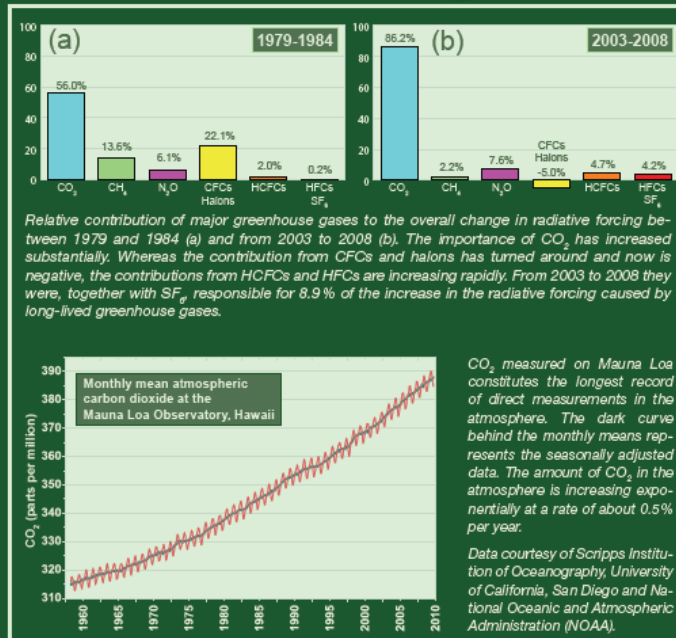 (a)
1979-1984
100
80
60
40
20
0
56.0%
13.6%
6.1%
22.1%
2.0%
0.2%
CO₂
CH₆
N₂O
CFCs
Halons
HCFCs
HFCs
SF₆
(b)
2003-2008
100
80
60
40
20
0
86.2%
2.2%
7.6%
CFCs
Halons
-5.0%
4.7%
4.2%
CO₂
CH₆
N₂O
HCFCs
HFCs
SF₆
Relative contribution of major greenhouse gases to the overall change in radiative forcing be-
tween 1979 and 1984 (a) and from 2003 to 2008 (b). The importance of CO₂ has increased
substantially. Whereas the contribution from CFCs and halons has turned around and now is
negative, the contributions from HCFCs and HFCs are increasing rapidly. From 2003 to 2008 they
were, together with SF₆, responsible for 8.9% of the increase in the radiative forcing caused by
long-lived greenhouse gases.
Monthly mean atmospheric
carbon dioxide at the
Mauna Loa Observatory, Hawaii
CO₂ (parts per million)
390
380
370
360
350
340
330
320
310
1960
1965
1970
1975
1980
1985
1990
1995
2000
2005
2010
CO₂ measured on Mauna Loa
constitutes the longest record
of direct measurements in the
atmosphere. The dark curve
behind the monthly means rep-
resents the seasonally adjusted
data. The amount of CO₂ in the
atmosphere is increasing expo-
nentially at a rate of about 0.5%
per year.
Data courtesy of Scripps Institu-
tion of Oceanography, University
of California, San Diego and Na-
tional Oceanic and Atmospheric
Administration (NOAA).